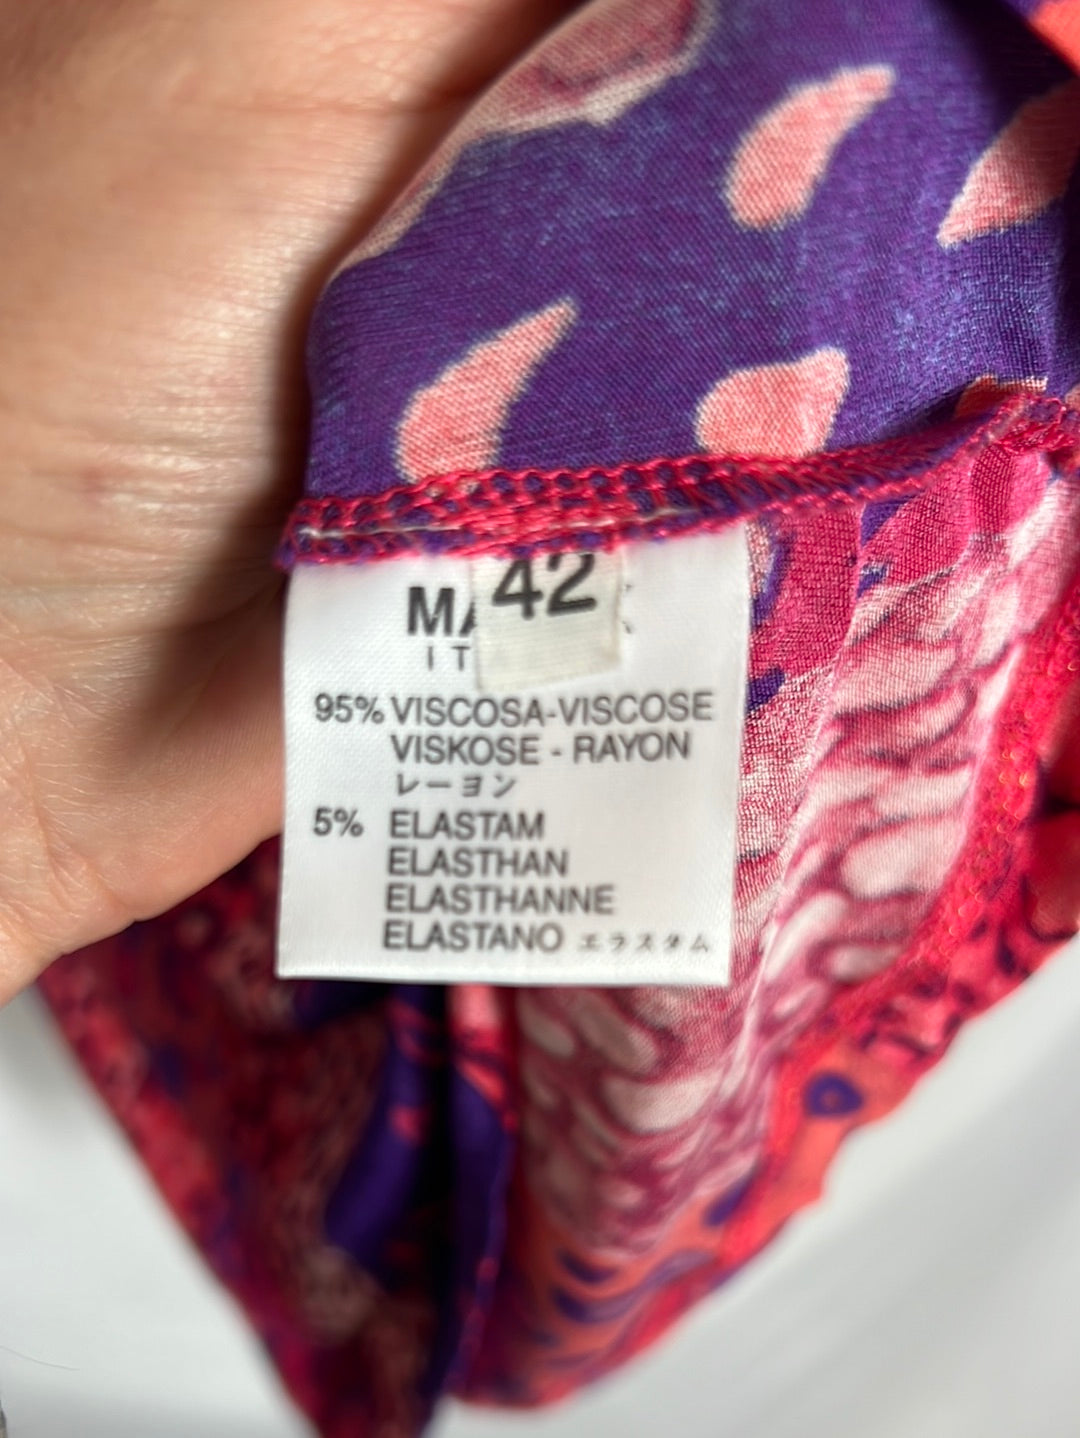 42
95% VISCOSA-VISCOSE
VISKOSE - RAYON
レーヨン
5% ELASTAM
ELASTHAN
ELASTHANNE
ELASTANO エラスタム